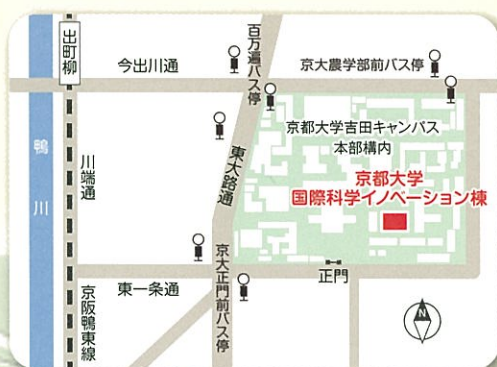 出町柳
今出川通
百万遍バス停
京大農学部前バス停
鴨川
川端通
東大路通
京都大学吉田キャンパス
本部構内
京都大学
国際科学イノベーション棟
京阪鴨東線
東一条通
京大正門前バス停
正門
N